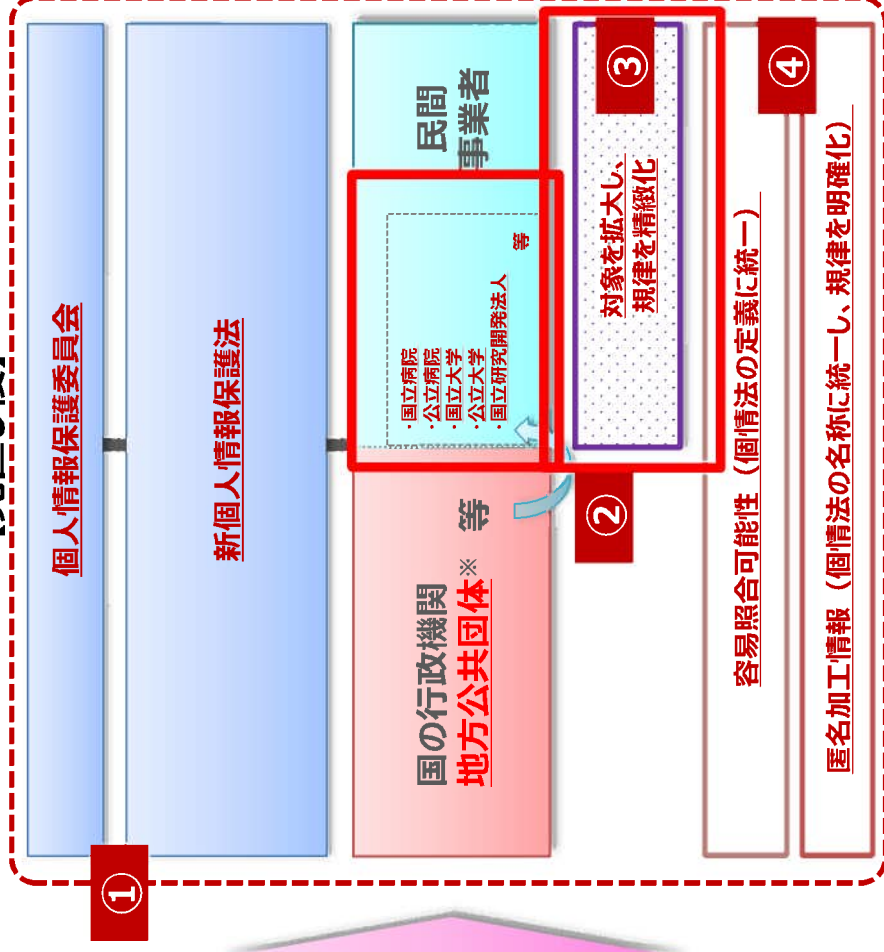 ①
個人情報保護委員会
新個人情報保護法
国の行政機関
地方公共団体※ 等
・国立病院
・公立病院
・国立大学
・公立大学
・国立研究開発法人
等
民間
事業者
②
③
対象を拡大し、
規律を精緻化
④
容易照合可能性（個情法の定義に統一）
匿名加工情報（個情法の名称に統一し、規律を明確化）